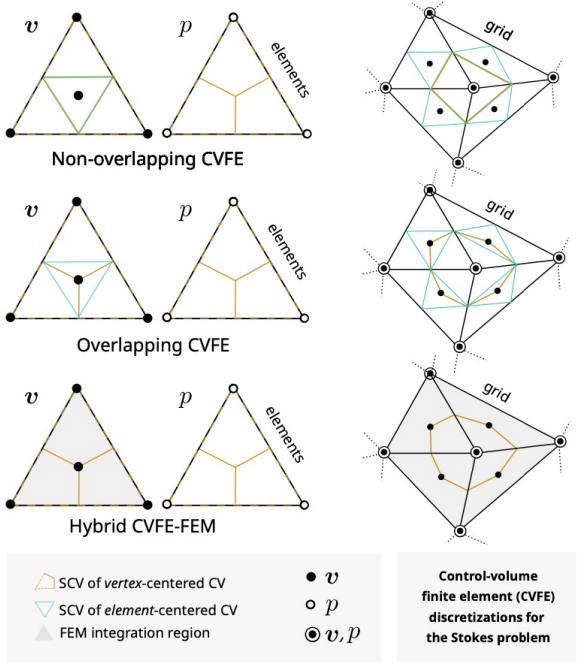 v
p
elements
grid
Non-overlapping CVFE
v
p
elements
grid
Overlapping CVFE
v
p
elements
grid
Hybrid CVFE-FEM
SCV of vertex-centered CV
SCV of element-centered CV
FEM integration region
v
p
v, p
Control-volume
finite element (CVFE)
discretizations for
the Stokes problem